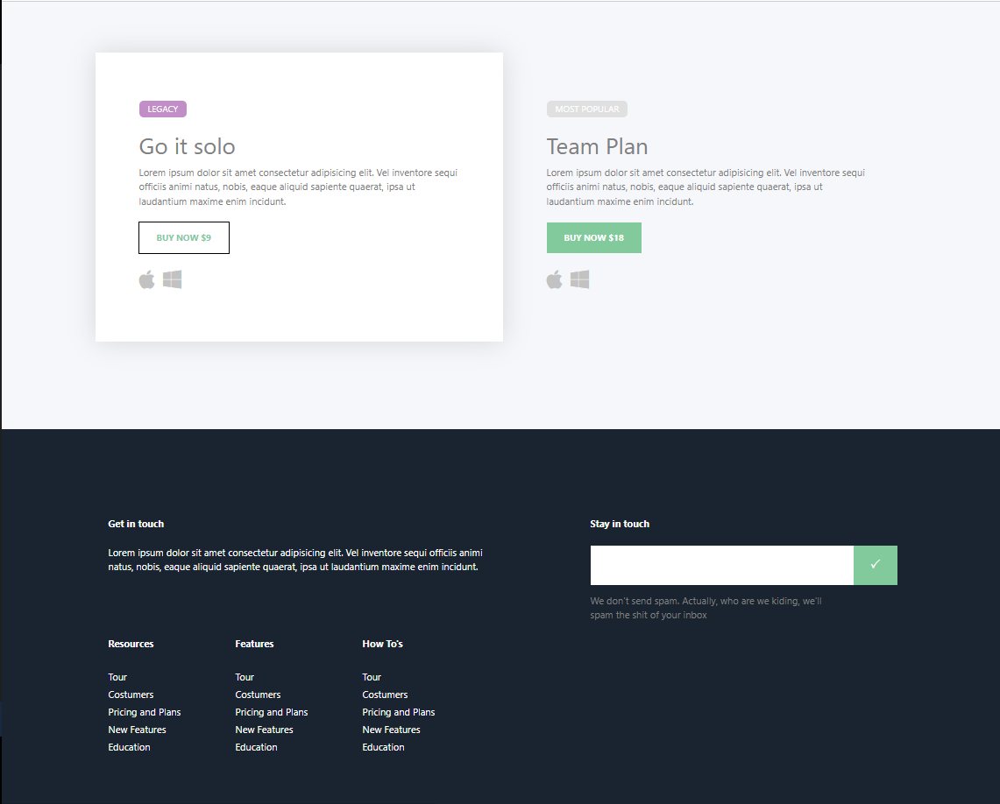 LEGACY
Go it solo
Lorem ipsum dolor sit amet consectetur adipisicing elit. Vel inventore sequi
officiis animi natus, nobis, eaque aliquid sapiente quaerat, ipsa ut
laudantium maxime enim incidunt.
BUY NOW $9
MOST POPULAR
Team Plan
Lorem ipsum dolor sit amet consectetur adipisicing elit. Vel inventore sequi
officiis animi natus, nobis, eaque aliquid sapiente quaerat, ipsa ut
laudantium maxime enim incidunt.
BUY NOW $18
Get in touch
Lorem ipsum dolor sit amet consectetur adipisicing elit. Vel inventore sequi officiis animi
natus, nobis, eaque aliquid sapiente quaerat, ipsa ut laudantium maxime enim incidunt.
Stay in touch
✓
We don't send spam. Actually, who are we kiding, we'll
spam the shit of your inbox
Resources
Tour
Costumers
Pricing and Plans
New Features
Education
Features
Tour
Costumers
Pricing and Plans
New Features
Education
How To's
Tour
Costumers
Pricing and Plans
New Features
Education